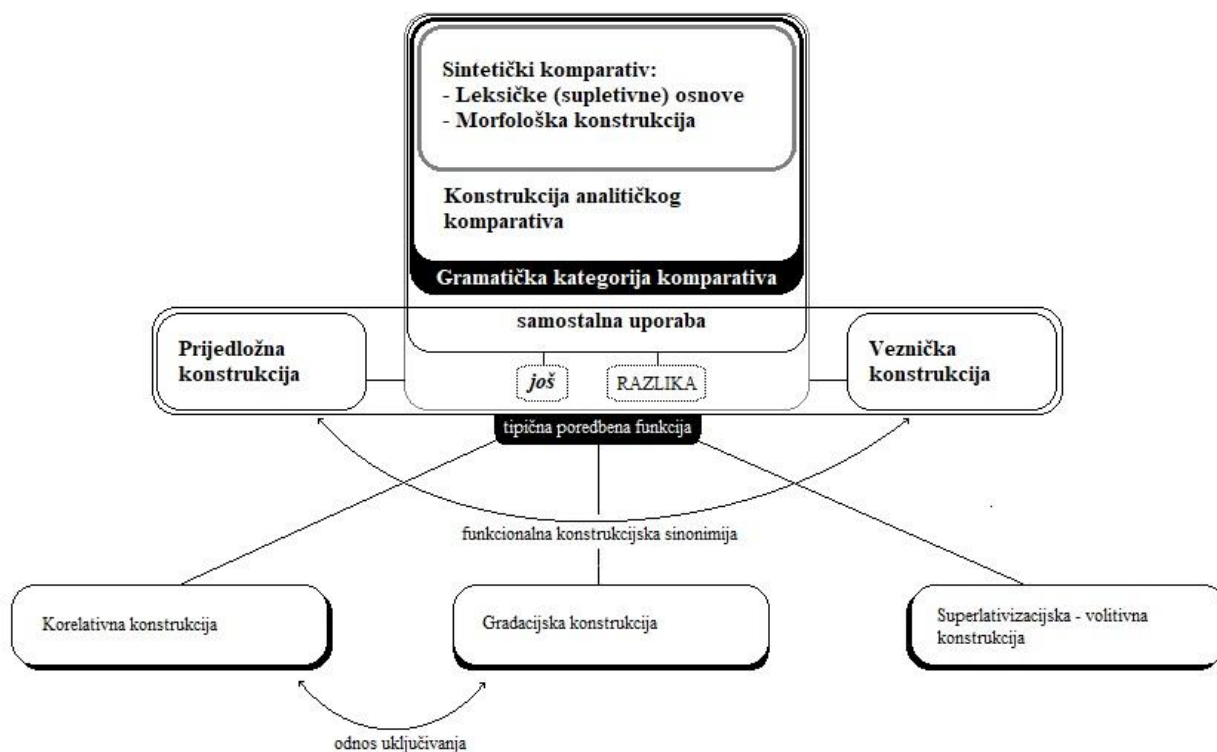 Sintetički komparativ:
- Leksičke (supletivne) osnove
- Morfološka konstrukcija
Konstrukcija analitičkog
komparativa
Gramatička kategorija komparativa
samostalna uporaba
Prijedložna
konstrukcija
još
RAZLIKA
Veznička
konstrukcija
tipična poredbena funkcija
funkcionalna konstrukcijska sinonimija
Korelativna konstrukcija
Gradacijska konstrukcija
Superlativizacijska - volitivna
konstrukcija
odnos uključivanja